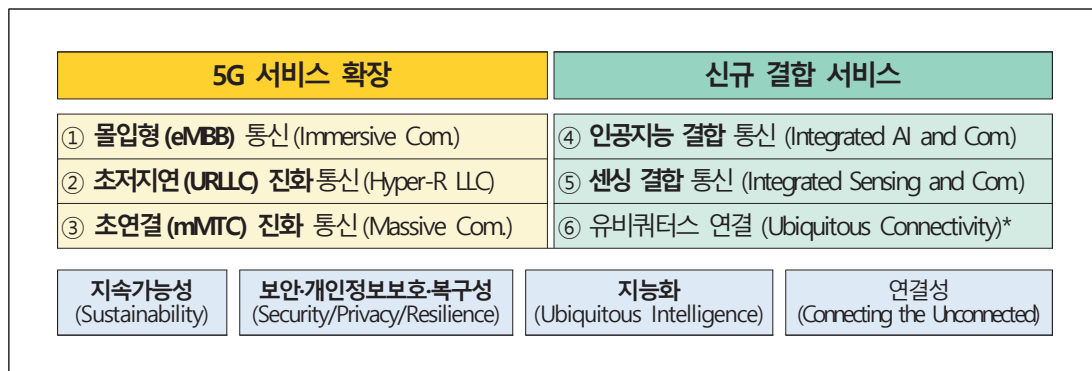 5G 서비스 확장
신규 결합 서비스
① 몰입형 (eMBB) 통신 (Immersive Com.)
④ 인공지능 결합 통신 (Integrated AI and Com.)
② 초저지연 (URLLC) 진화 통신 (Hyper-R LLC)
⑤ 센싱 결합 통신 (Integrated Sensing and Com.)
③ 초연결 (mMTC) 진화 통신 (Massive Com.)
⑥ 유비쿼터스 연결 (Ubiquitous Connectivity)*
지속가능성
(Sustainability)
보안·개인정보보호·복구성
(Security/Privacy/Resilience)
지능화
(Ubiquitous Intelligence)
연결성
(Connecting the Unconnected)